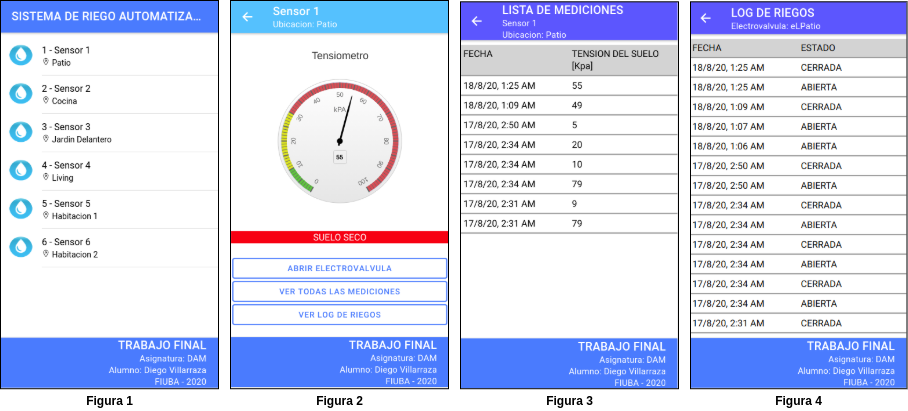 SISTEMA DE RIEGO AUTOMATIZA...
1 - Sensor 1
Patio
2 - Sensor 2
Cocina
3 - Sensor 3
Jardin Delantero
4 - Sensor 4
Living
5 - Sensor 5
Habitacion 1
6 - Sensor 6
Habitacion 2
TRABAJO FINAL
Asignatura: DAM
Alumno: Diego Villarraza
FIUBA - 2020
Figura 1
Sensor 1
Ubicacion: Patio
Tensiometro
0 10 20 30 40 50 60 70 80 90 100
kPA
55
SUELO SECO
ABRIR ELECTROVALVULA
VER TODAS LAS MEDICIONES
VER LOG DE RIEGOS
TRABAJO FINAL
Asignatura: DAM
Alumno: Diego Villarraza
FIUBA - 2020
Figura 2
LISTA DE MEDICIONES
Sensor 1
Ubicacion: Patio
FECHA TENSION DEL SUELO
[Kpa]
18/8/20, 1:25 AM 55
18/8/20, 1:09 AM 49
17/8/20, 2:50 AM 5
17/8/20, 2:34 AM 20
17/8/20, 2:34 AM 10
17/8/20, 2:34 AM 79
17/8/20, 2:31 AM 9
17/8/20, 2:31 AM 79
TRABAJO FINAL
Asignatura: DAM
Alumno: Diego Villarraza
FIUBA - 2020
Figura 3
LOG DE RIEGOS
Electrovalvula: eLPatio
FECHA ESTADO
18/8/20, 1:25 AM CERRADA
18/8/20, 1:25 AM ABIERTA
18/8/20, 1:09 AM CERRADA
18/8/20, 1:07 AM ABIERTA
18/8/20, 1:06 AM ABIERTA
17/8/20, 2:50 AM CERRADA
17/8/20, 2:50 AM ABIERTA
17/8/20, 2:34 AM CERRADA
17/8/20, 2:34 AM ABIERTA
17/8/20, 2:34 AM CERRADA
17/8/20, 2:34 AM ABIERTA
17/8/20, 2:34 AM CERRADA
17/8/20, 2:34 AM ABIERTA
17/8/20, 2:31 AM CERRADA
TRABAJO FINAL
Asignatura: DAM
Alumno: Diego Villarraza
FIUBA - 2020
Figura 4